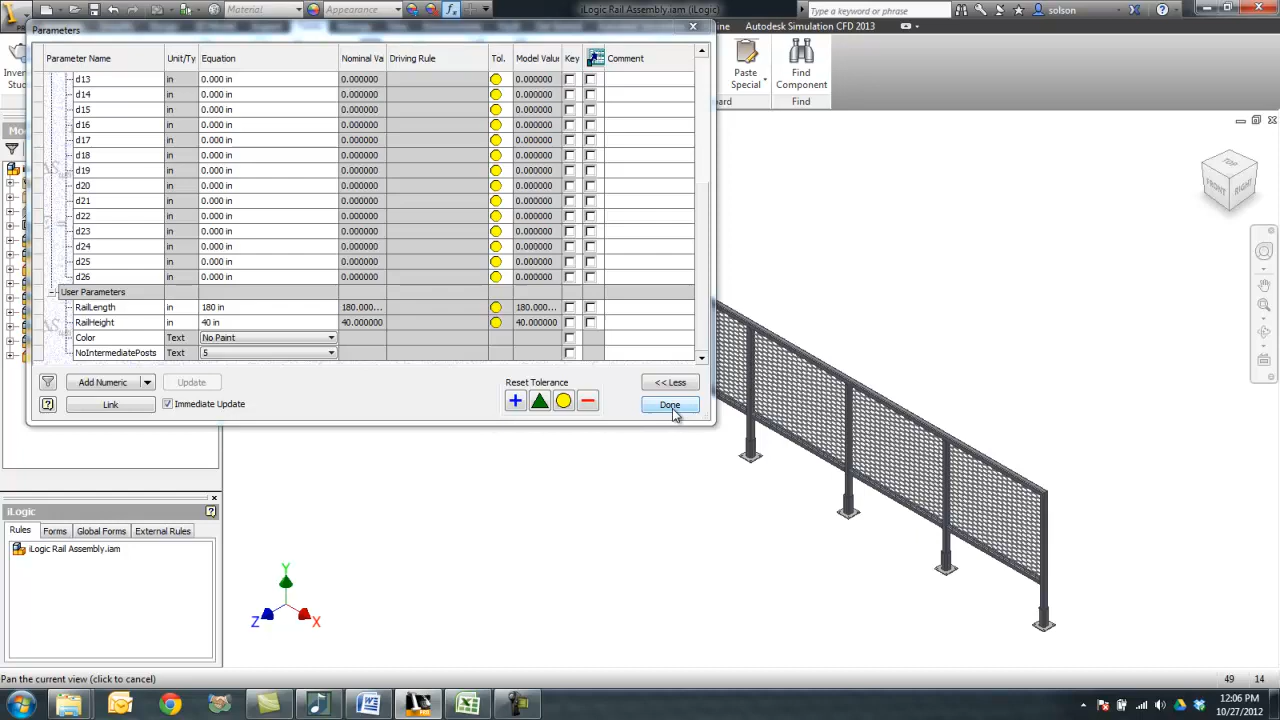 Material
Appearance
iLogic Rail Assembly.iam (iLogic)
Type a keyword or phrase
solson
Parameters
Autodesk Simulation CFD 2013
Parameter Name Unit/Ty Equation Nominal Va Driving Rule Tol. Model Value Key Comment
d13 in 0.000 in 0.000000 0.000000
d14 in 0.000 in 0.000000 0.000000
d15 in 0.000 in 0.000000 0.000000
d16 in 0.000 in 0.000000 0.000000
d17 in 0.000 in 0.000000 0.000000
d18 in 0.000 in 0.000000 0.000000
d19 in 0.000 in 0.000000 0.000000
d20 in 0.000 in 0.000000 0.000000
d21 in 0.000 in 0.000000 0.000000
d22 in 0.000 in 0.000000 0.000000
d23 in 0.000 in 0.000000 0.000000
d24 in 0.000 in 0.000000 0.000000
d25 in 0.000 in 0.000000 0.000000
d26 in 0.000 in 0.000000 0.000000
User Parameters
RailLength in 180 in 180.000... 180.000...
RailHeight in 40 in 40.000000 40.000000
Color Text No Paint
NoIntermediatePosts Text 5
Add Numeric
Update
Reset Tolerance
<< Less
Link
Immediate Update
Done
Paste
Special
Find
Component
Find
TOP
FRONT
RIGHT
iLogic
Rules Forms Global Forms External Rules
iLogic Rail Assembly.iam
Y
Z
X
Pan the current view (click to cancel)
49 14
12:06 PM
10/27/2012